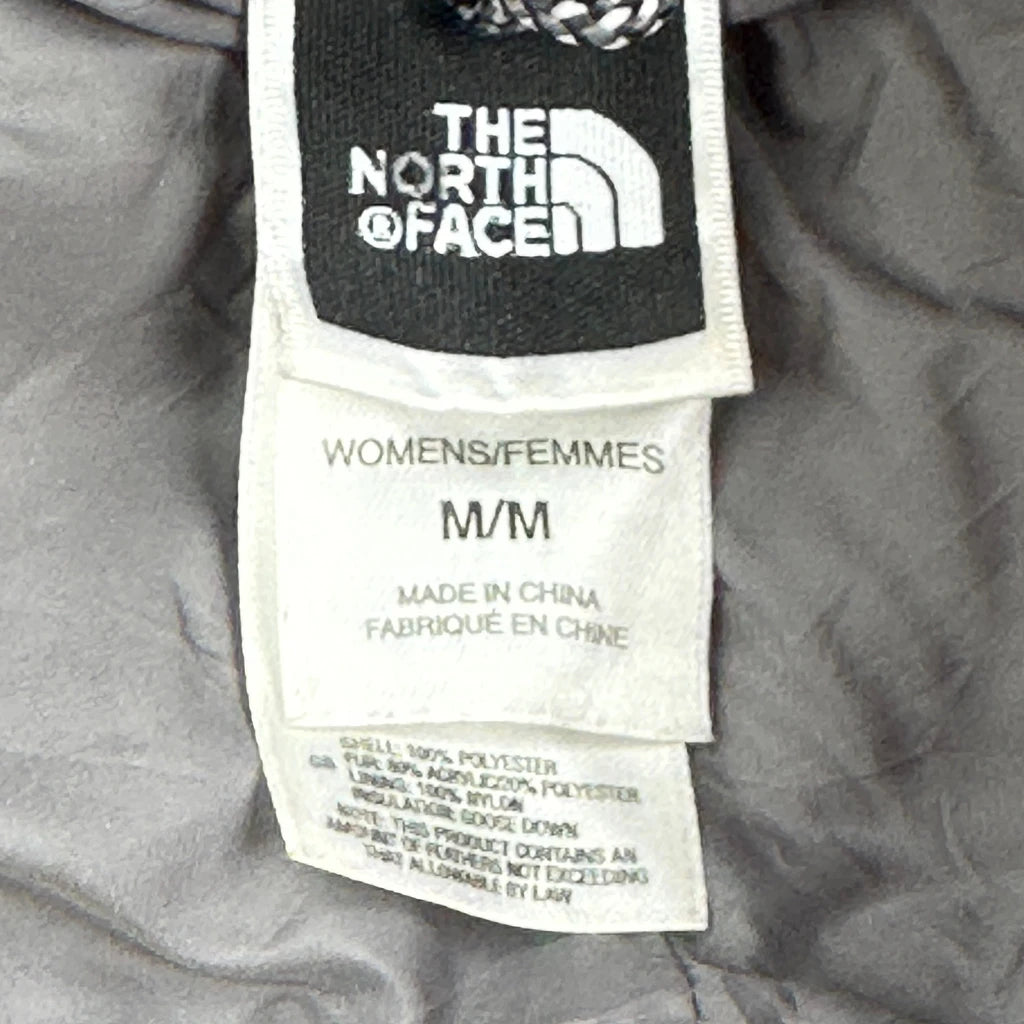 THE
NORTH
®FACE
WOMENS/FEMMES
M/M
MADE IN CHINA
FABRIQUÉ EN CHINE
SHELL: 100% POLYESTER
GB FUR: 80% ACRYLIC/20% POLYESTER
LINING: 100% NYLON
INSULATION: GOOSE DOWN
NOTE: THIS PRODUCT CONTAINS AN
AMOUNT OF FEATHERS NOT EXCEEDING
THAT ALLOWABLE BY LAW